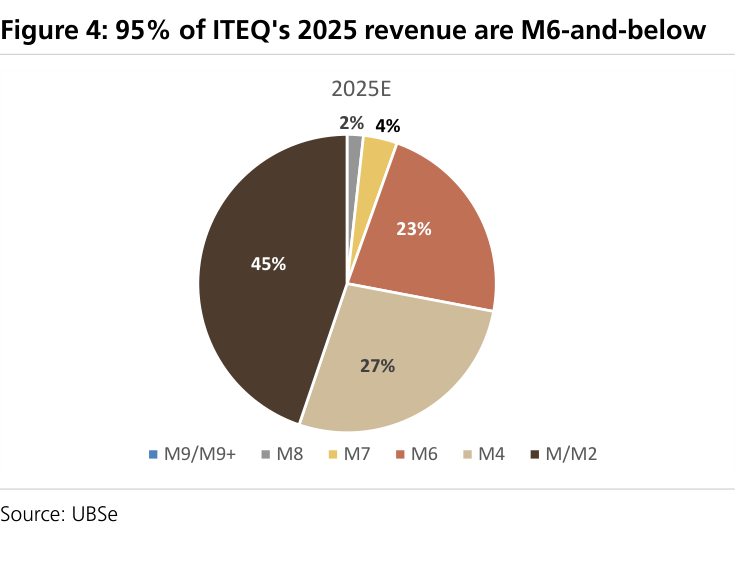 Figure 4: 95% of ITEQ's 2025 revenue are M6-and-below
2025E
2% 4%
23%
45%
27%
M9/M9+ M8 M7 M6 M4 M/M2
Source: UBSe